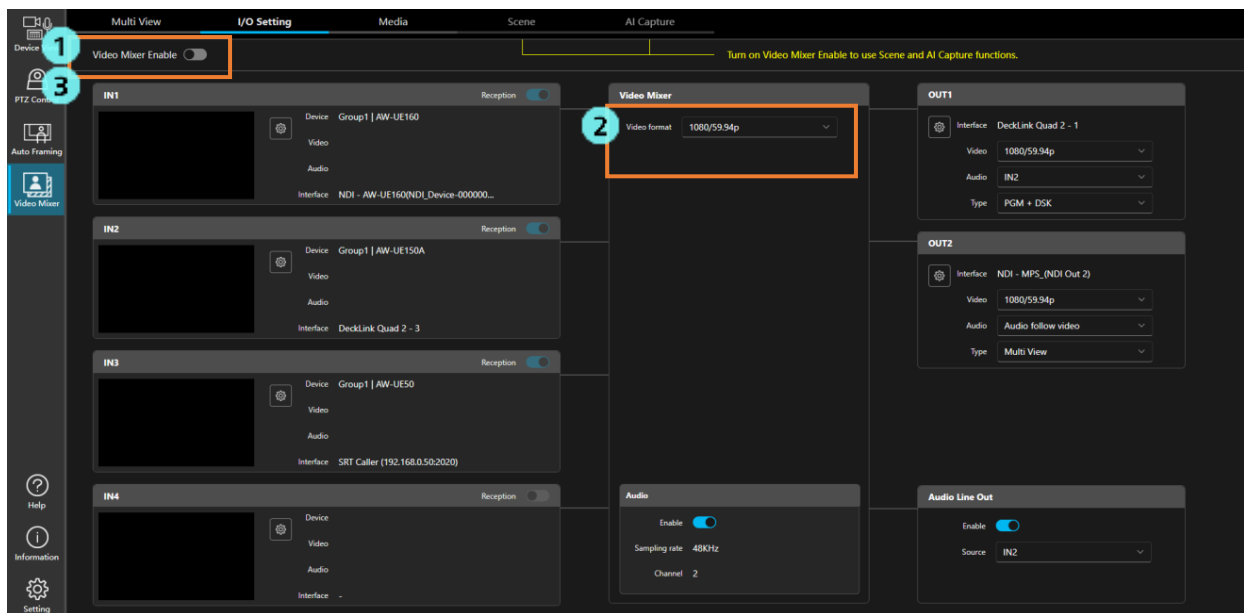 Multi View
I/O Setting
Media
Scene
AI Capture
Device
1
Video Mixer Enable
Turn on Video Mixer Enable to use Scene and AI Capture functions.
3
PTZ
Auto Framing
Video Mixer
Help
Information
Setting
IN1
Reception
Device Group1 | AW-UE160
Video
Audio
Interface NDI - AW-UE160(NDI_Device-000000...
IN2
Reception
Device Group1 | AW-UE150A
Video
Audio
Interface DeckLink Quad 2 - 3
IN3
Reception
Device Group1 | AW-UE50
Video
Audio
Interface SRT Caller (192.168.0.50:2020)
IN4
Reception
Device
Video
Audio
Interface -
Video Mixer
2
Video format 1080/59.94p
Audio
Enable
Sampling rate 48KHz
Channel 2
OUT1
Interface DeckLink Quad 2 - 1
Video 1080/59.94p
Audio IN2
Type PGM + DSK
OUT2
Interface NDI - MPS_(NDI Out 2)
Video 1080/59.94p
Audio Audio follow video
Type Multi View
Audio Line Out
Enable
Source IN2